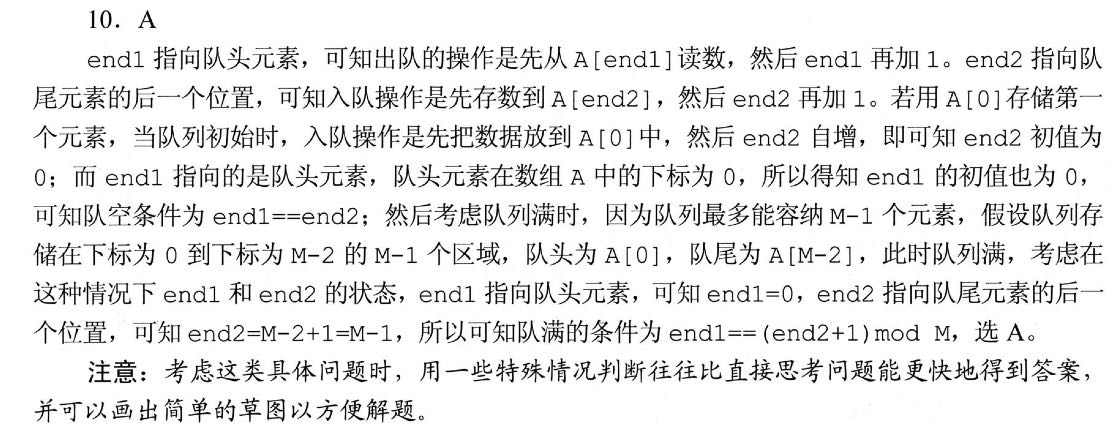 10. A
end1 指向队头元素，可知出队的操作是先从 A[end1]读数，然后 end1 再加 1。end2 指向队
尾元素的后一个位置，可知入队操作是先存数到 A[end2]，然后 end2 再加 1。若用 A[0]存储第一
个元素，当队列初始时，入队操作是先把数据放到 A[0]中，然后 end2 自增，即可知 end2 初值为
0；而 end1 指向的是队头元素，队头元素在数组 A 中的下标为 0，所以得知 end1 的初值也为 0，
可知队空条件为 end1==end2；然后考虑队列满时，因为队列最多能容纳 M-1 个元素，假设队列存
储在下标为 0 到下标为 M-2 的 M-1 个区域，队头为 A[0]，队尾为 A[M-2]，此时队列满，考虑在
这种情况下 end1 和 end2 的状态，end1 指向队头元素，可知 end1=0，end2 指向队尾元素的后一
个位置，可知 end2=M-2+1=M-1，所以可知队满的条件为 end1==(end2+1)mod M，选 A。
注意：考虑这类具体问题时，用一些特殊情况判断往往比直接思考问题能更快地得到答案，
并可以画出简单的草图以方便解题。